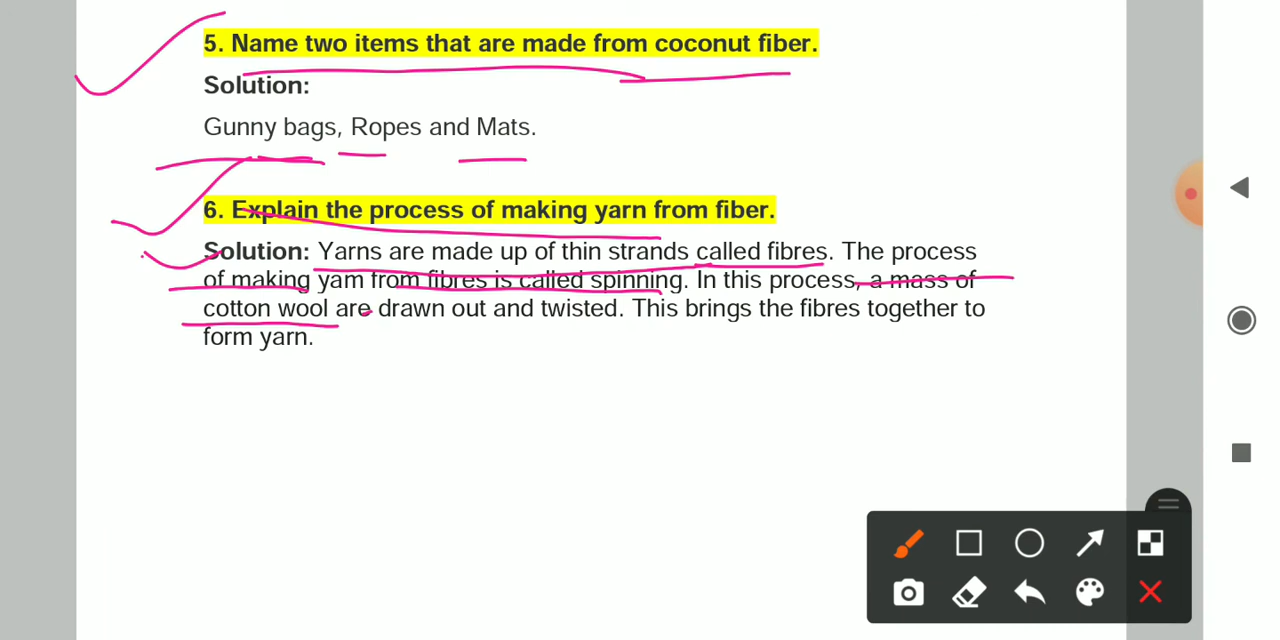 5. Name two items that are made from coconut fiber.
Solution:
Gunny bags, Ropes and Mats.
6. Explain the process of making yarn from fiber.
Solution: Yarns are made up of thin strands called fibres. The process
of making yam from fibres is called spinning. In this process, a mass of
cotton wool are drawn out and twisted. This brings the fibres together to
form yarn.